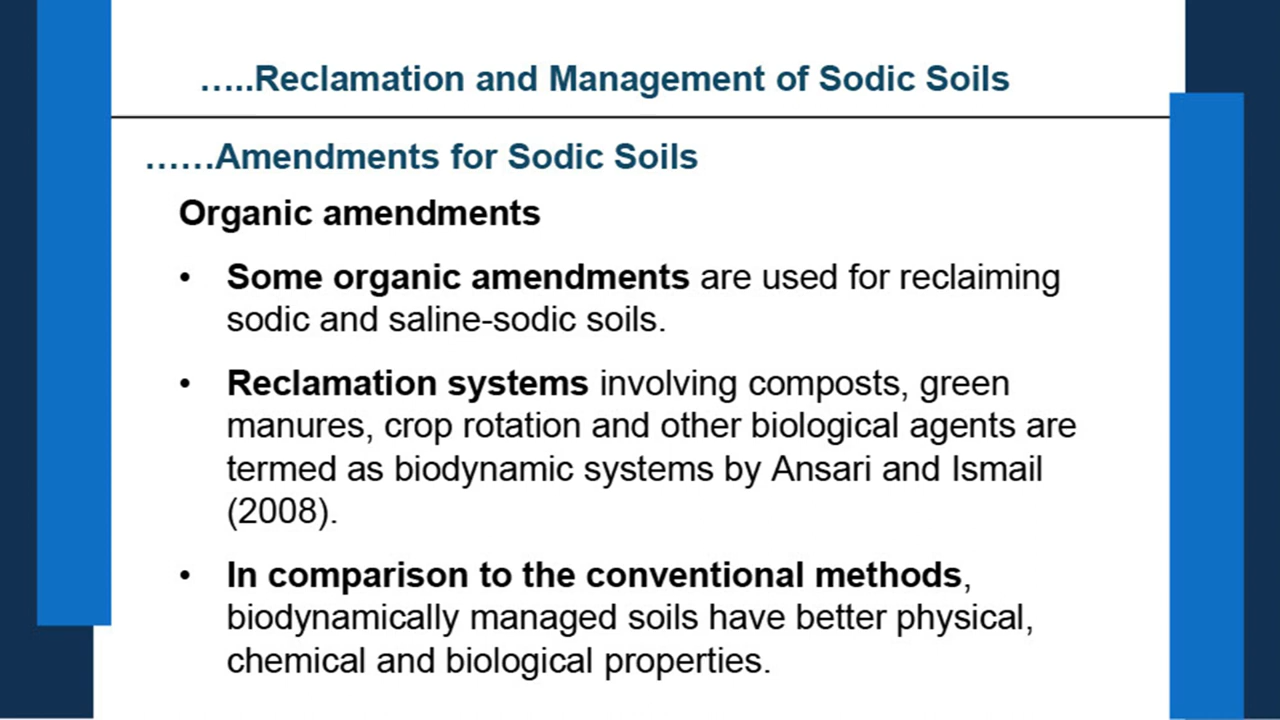 …..Reclamation and Management of Sodic Soils
……Amendments for Sodic Soils
Organic amendments
• Some organic amendments are used for reclaiming
sodic and saline-sodic soils.
• Reclamation systems involving composts, green
manures, crop rotation and other biological agents are
termed as biodynamic systems by Ansari and Ismail
(2008).
• In comparison to the conventional methods,
biodynamically managed soils have better physical,
chemical and biological properties.